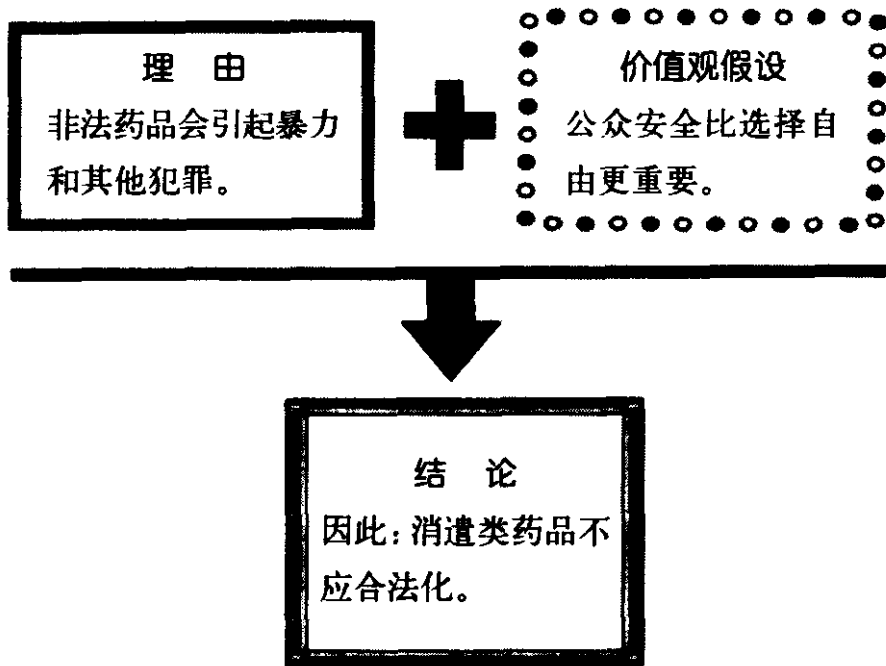 理 由
非法药品会引起暴力
和其他犯罪。
价值观假设
公众安全比选择自
由更重要。
结 论
因此:消遣类药品不
应合法化。